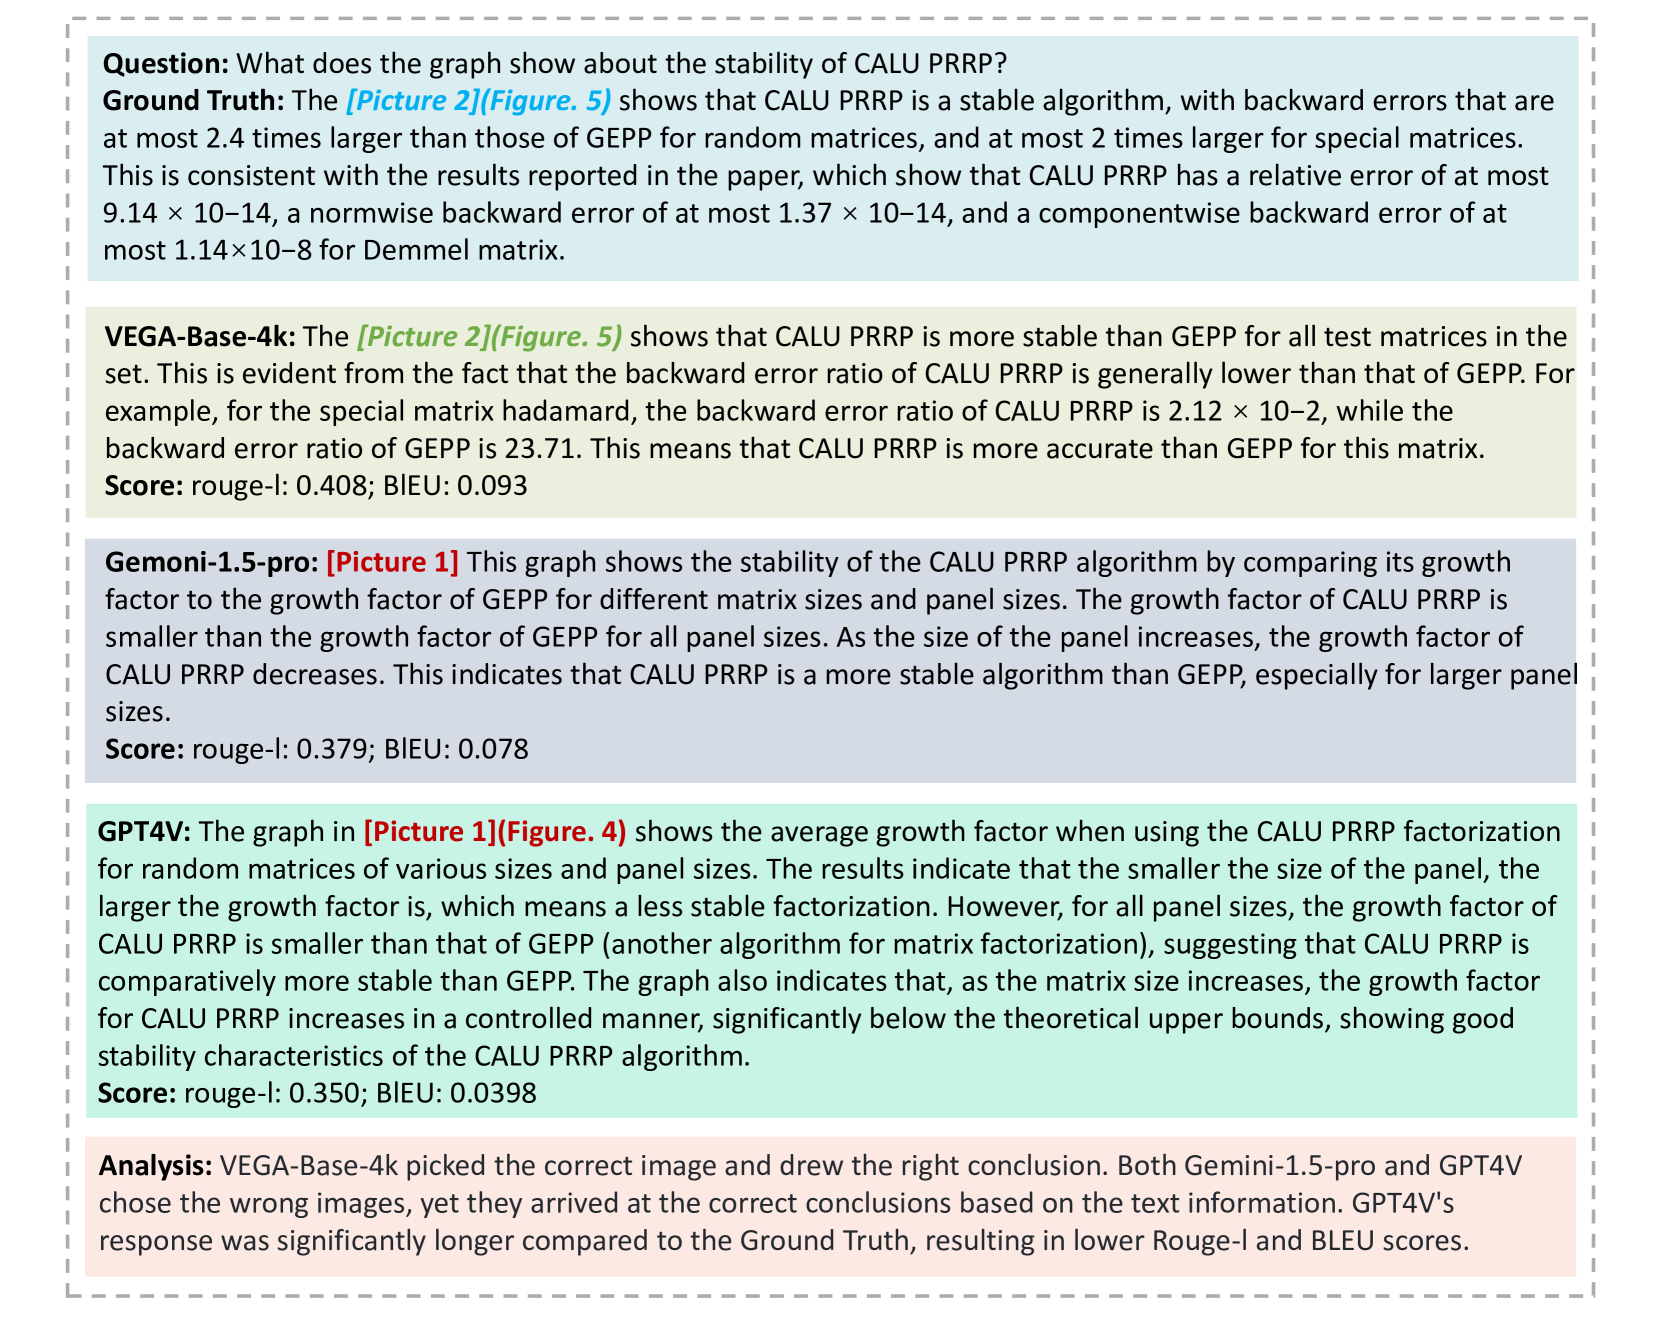 Question: What does the graph show about the stability of CALU PRRP?
Ground Truth: The [Picture 2](Figure. 5) shows that CALU PRRP is a stable algorithm, with backward errors that are
at most 2.4 times larger than those of GEPP for random matrices, and at most 2 times larger for special matrices.
This is consistent with the results reported in the paper, which show that CALU PRRP has a relative error of at most
9.14 × 10−14, a normwise backward error of at most 1.37 × 10−14, and a componentwise backward error of at
most 1.14×10−8 for Demmel matrix.
VEGA-Base-4k: The [Picture 2](Figure. 5) shows that CALU PRRP is more stable than GEPP for all test matrices in the
set. This is evident from the fact that the backward error ratio of CALU PRRP is generally lower than that of GEPP. For
example, for the special matrix hadamard, the backward error ratio of CALU PRRP is 2.12 × 10−2, while the
backward error ratio of GEPP is 23.71. This means that CALU PRRP is more accurate than GEPP for this matrix.
Score: rouge-l: 0.408; BlEU: 0.093
Gemoni-1.5-pro: [Picture 1] This graph shows the stability of the CALU PRRP algorithm by comparing its growth
factor to the growth factor of GEPP for different matrix sizes and panel sizes. The growth factor of CALU PRRP is
smaller than the growth factor of GEPP for all panel sizes. As the size of the panel increases, the growth factor of
CALU PRRP decreases. This indicates that CALU PRRP is a more stable algorithm than GEPP, especially for larger panel
sizes.
Score: rouge-l: 0.379; BlEU: 0.078
GPT4V: The graph in [Picture 1](Figure. 4) shows the average growth factor when using the CALU PRRP factorization
for random matrices of various sizes and panel sizes. The results indicate that the smaller the size of the panel, the
larger the growth factor is, which means a less stable factorization. However, for all panel sizes, the growth factor of
CALU PRRP is smaller than that of GEPP (another algorithm for matrix factorization), suggesting that CALU PRRP is
comparatively more stable than GEPP. The graph also indicates that, as the matrix size increases, the growth factor
for CALU PRRP increases in a controlled manner, significantly below the theoretical upper bounds, showing good
stability characteristics of the CALU PRRP algorithm.
Score: rouge-l: 0.350; BlEU: 0.0398
Analysis: VEGA-Base-4k picked the correct image and drew the right conclusion. Both Gemini-1.5-pro and GPT4V
chose the wrong images, yet they arrived at the correct conclusions based on the text information. GPT4V's
response was significantly longer compared to the Ground Truth, resulting in lower Rouge-l and BLEU scores.